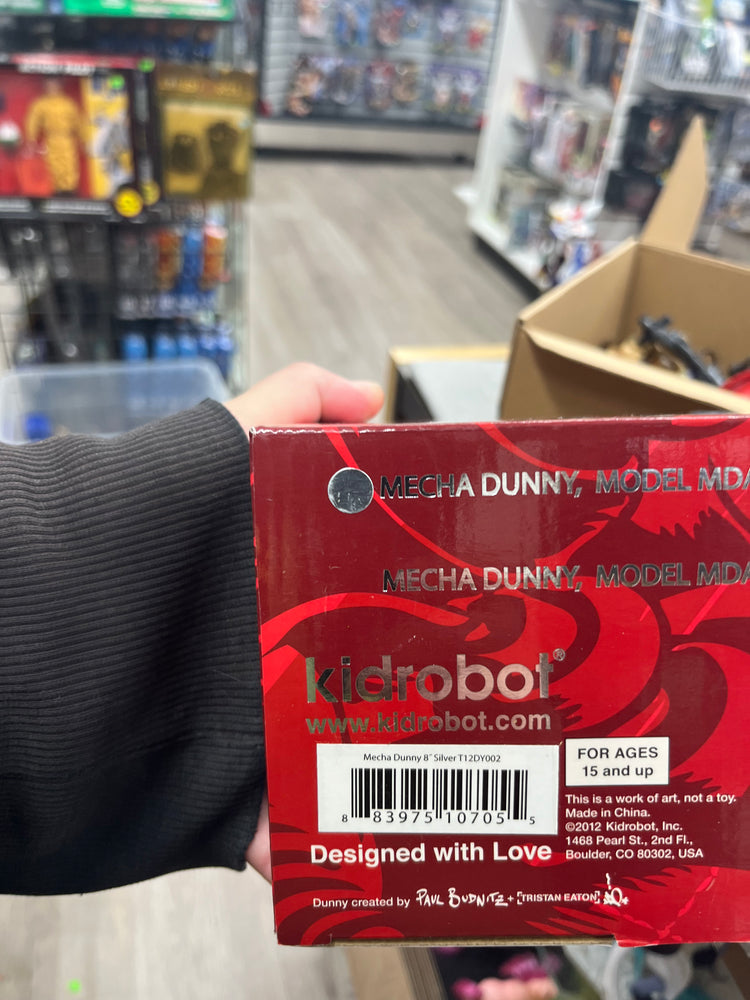 MECHA DUNNY, MODEL MD
MECHA DUNNY, MODEL MD
kidrobot®
www.kidrobot.com
Mecha Dunny 8" Silver T12DY002
8 83975 10705 5
FOR AGES
15 and up
This is a work of art, not a toy.
Made in China.
©2012 Kidrobot, Inc.
1468 Pearl St., 2nd Fl.,
Boulder, CO 80302, USA
Designed with Love
Dunny created by PAUL BUDNITZ + [TRISTAN EATON]